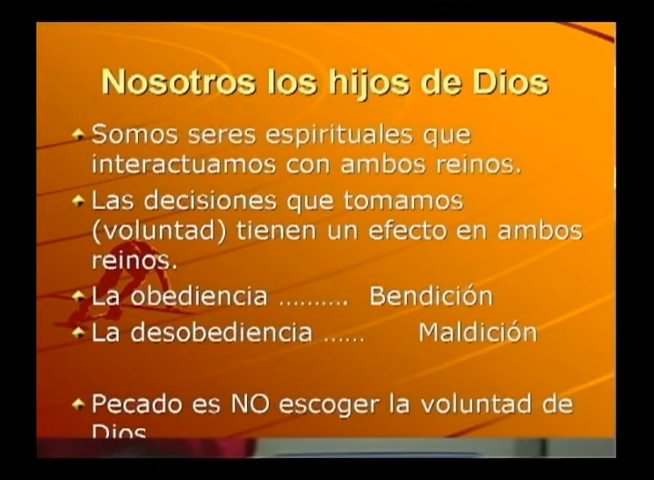 Nosotros los hijos de Dios
Somos seres espirituales que
interactuamos con ambos reinos.
Las decisiones que tomamos
(voluntad) tienen un efecto en ambos
reinos.
La obediencia ………. Bendición
La desobediencia …… Maldición
Pecado es NO escoger la voluntad de
Dios